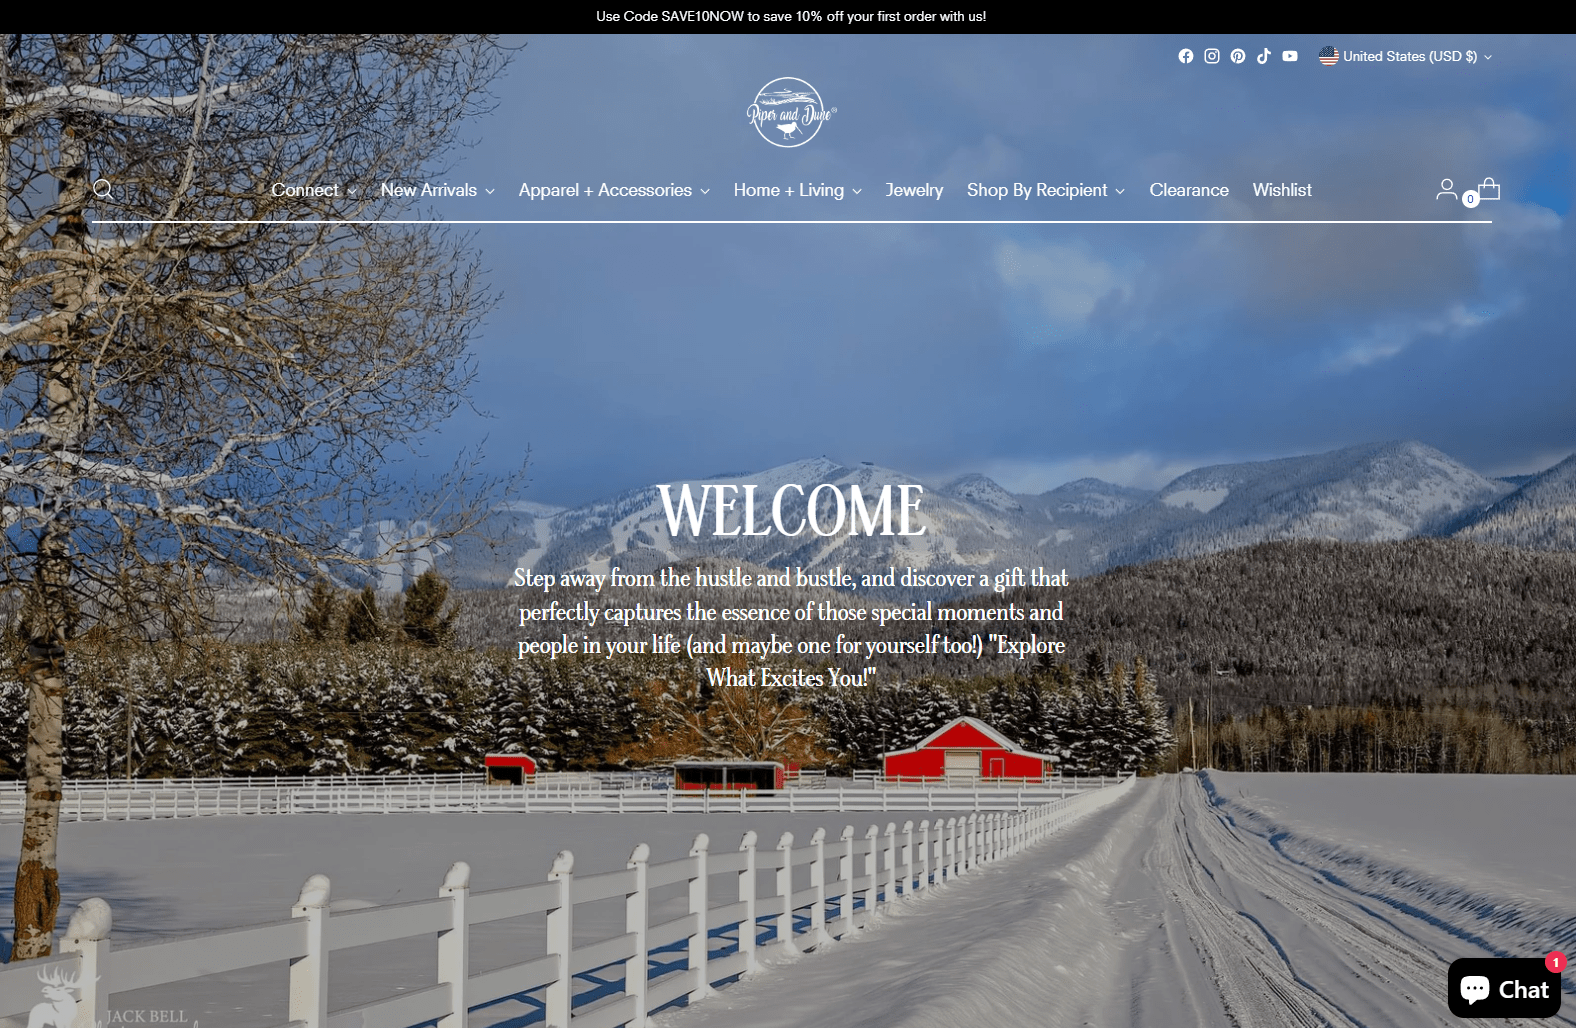 Use Code SAVE10NOW to save 10% off your first order with us!
United States (USD $)
Piper and Dune®
Connect New Arrivals Apparel + Accessories Home + Living Jewelry Shop By Recipient Clearance Wishlist
0
WELCOME
Step away from the hustle and bustle, and discover a gift that
perfectly captures the essence of those special moments and
people in your life (and maybe one for yourself too!) "Explore
What Excites You!"
1
Chat
JACK BELL